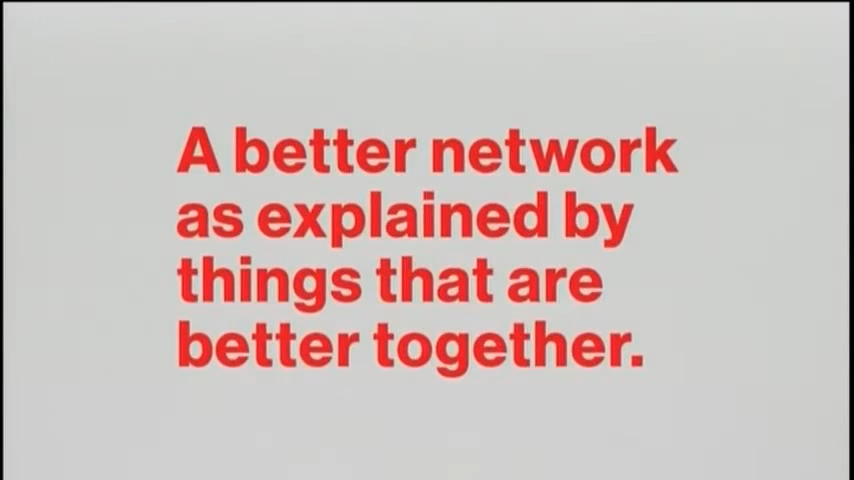 A better network
as explained by
things that are
better together.